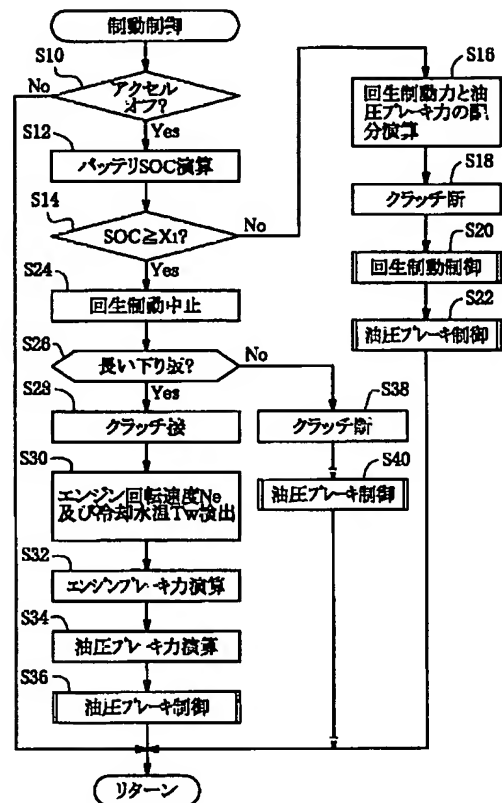 制動制御
S10
アクセル
オフ?
No
Yes
S12
バッテリSOC演算
S14
SOC≧X1?
No
Yes
S24
回生制動中止
S26
長い下り坂?
No
Yes
S28
クラッチ接
S30
エンジン回転速度Ne
及び冷却水温Tw検出
S32
エンジンブレーキ力演算
S34
油圧ブレーキ力演算
S36
油圧ブレーキ制御
リターン
S38
クラッチ断
S40
油圧ブレーキ制御
S16
回生制動力と油
圧ブレーキ力の配
分演算
S18
クラッチ断
S20
回生制動制御
S22
油圧ブレーキ制御